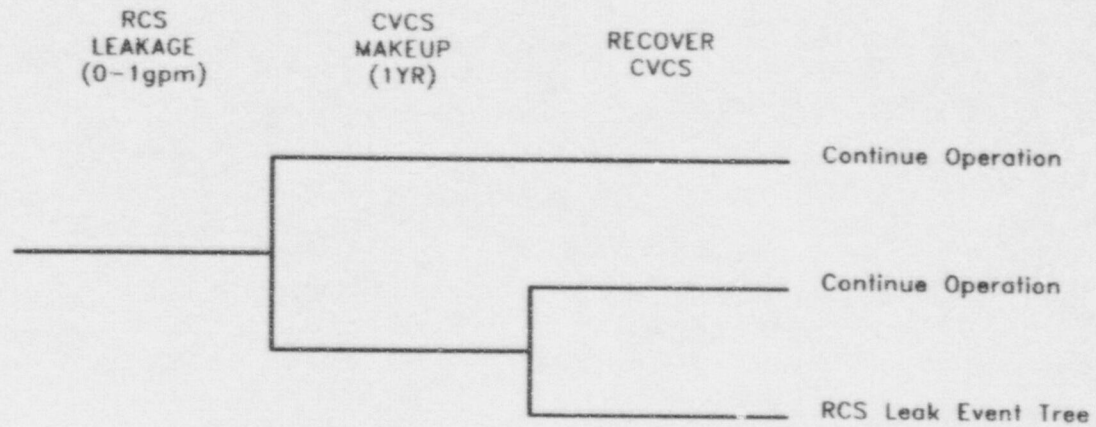 RCS
LEAKAGE
(0-1gpm)
CVCS
MAKEUP
(1YR)
RECOVER
CVCS
Continue Operation
Continue Operation
RCS Leak Event Tree